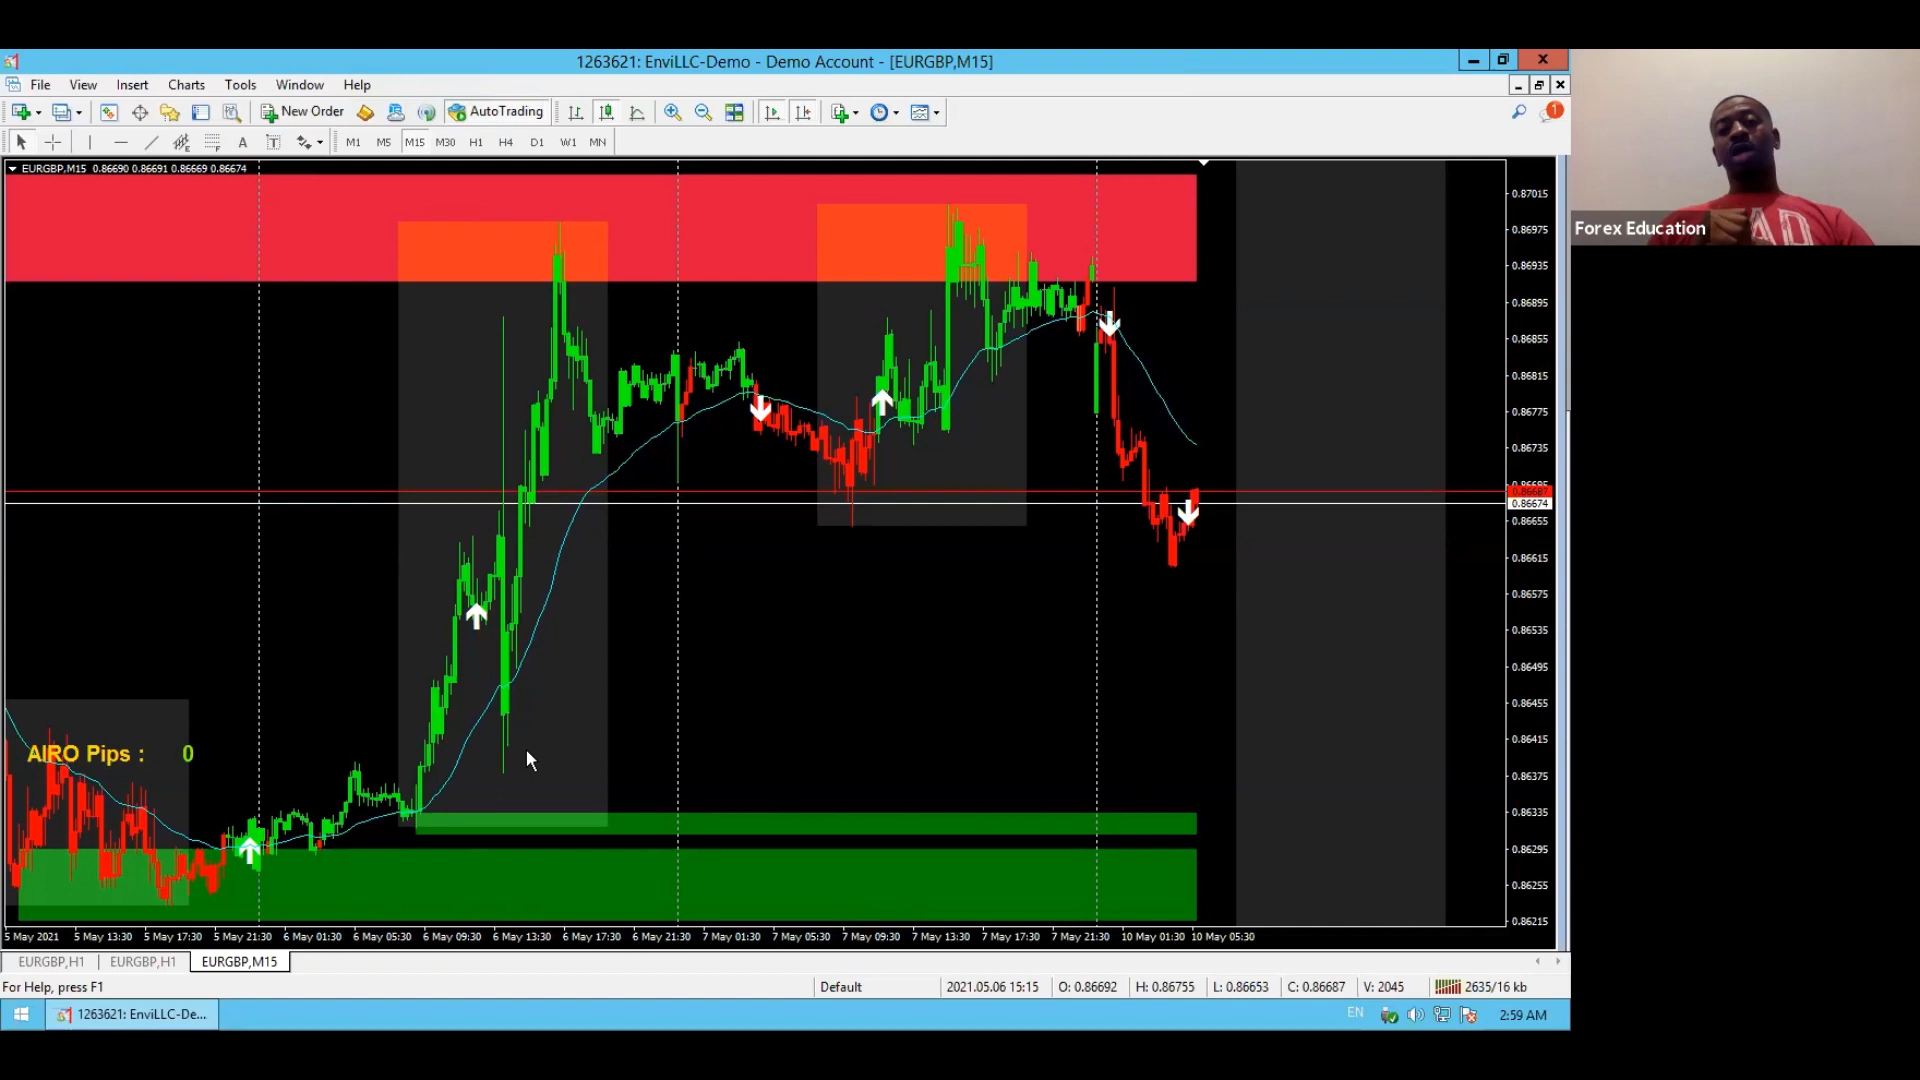 1263621: EnviLLC-Demo - Demo Account - [EURGBP,M15]
File View Insert Charts Tools Window Help
New Order AutoTrading
1
A T M1 M5 M15 M30 H1 H4 D1 W1 MN
EURGBP,M15 0.86690 0.86691 0.86669 0.86674
0.87015
0.86975
0.86935
0.86895
0.86855
0.86815
0.86775
0.86735
0.86695
0.86687
0.86674
0.86655
0.86615
0.86575
0.86535
0.86495
0.86455
0.86415
0.86375
0.86335
0.86295
0.86255
0.86215
AIRO Pips : 0
5 May 2021 5 May 13:30 5 May 17:30 5 May 21:30 6 May 01:30 6 May 05:30 6 May 09:30 6 May 13:30 6 May 17:30 6 May 21:30 7 May 01:30 7 May 05:30 7 May 09:30 7 May 13:30 7 May 17:30 7 May 21:30 10 May 01:30 10 May 05:30
EURGBP,H1 EURGBP,H1 EURGBP,M15
For Help, press F1 Default 2021.05.06 15:15 O: 0.86692 H: 0.86755 L: 0.86653 C: 0.86687 V: 2045 2635/16 kb
1263621: EnviLLC-De... EN 2:59 AM
Forex Education